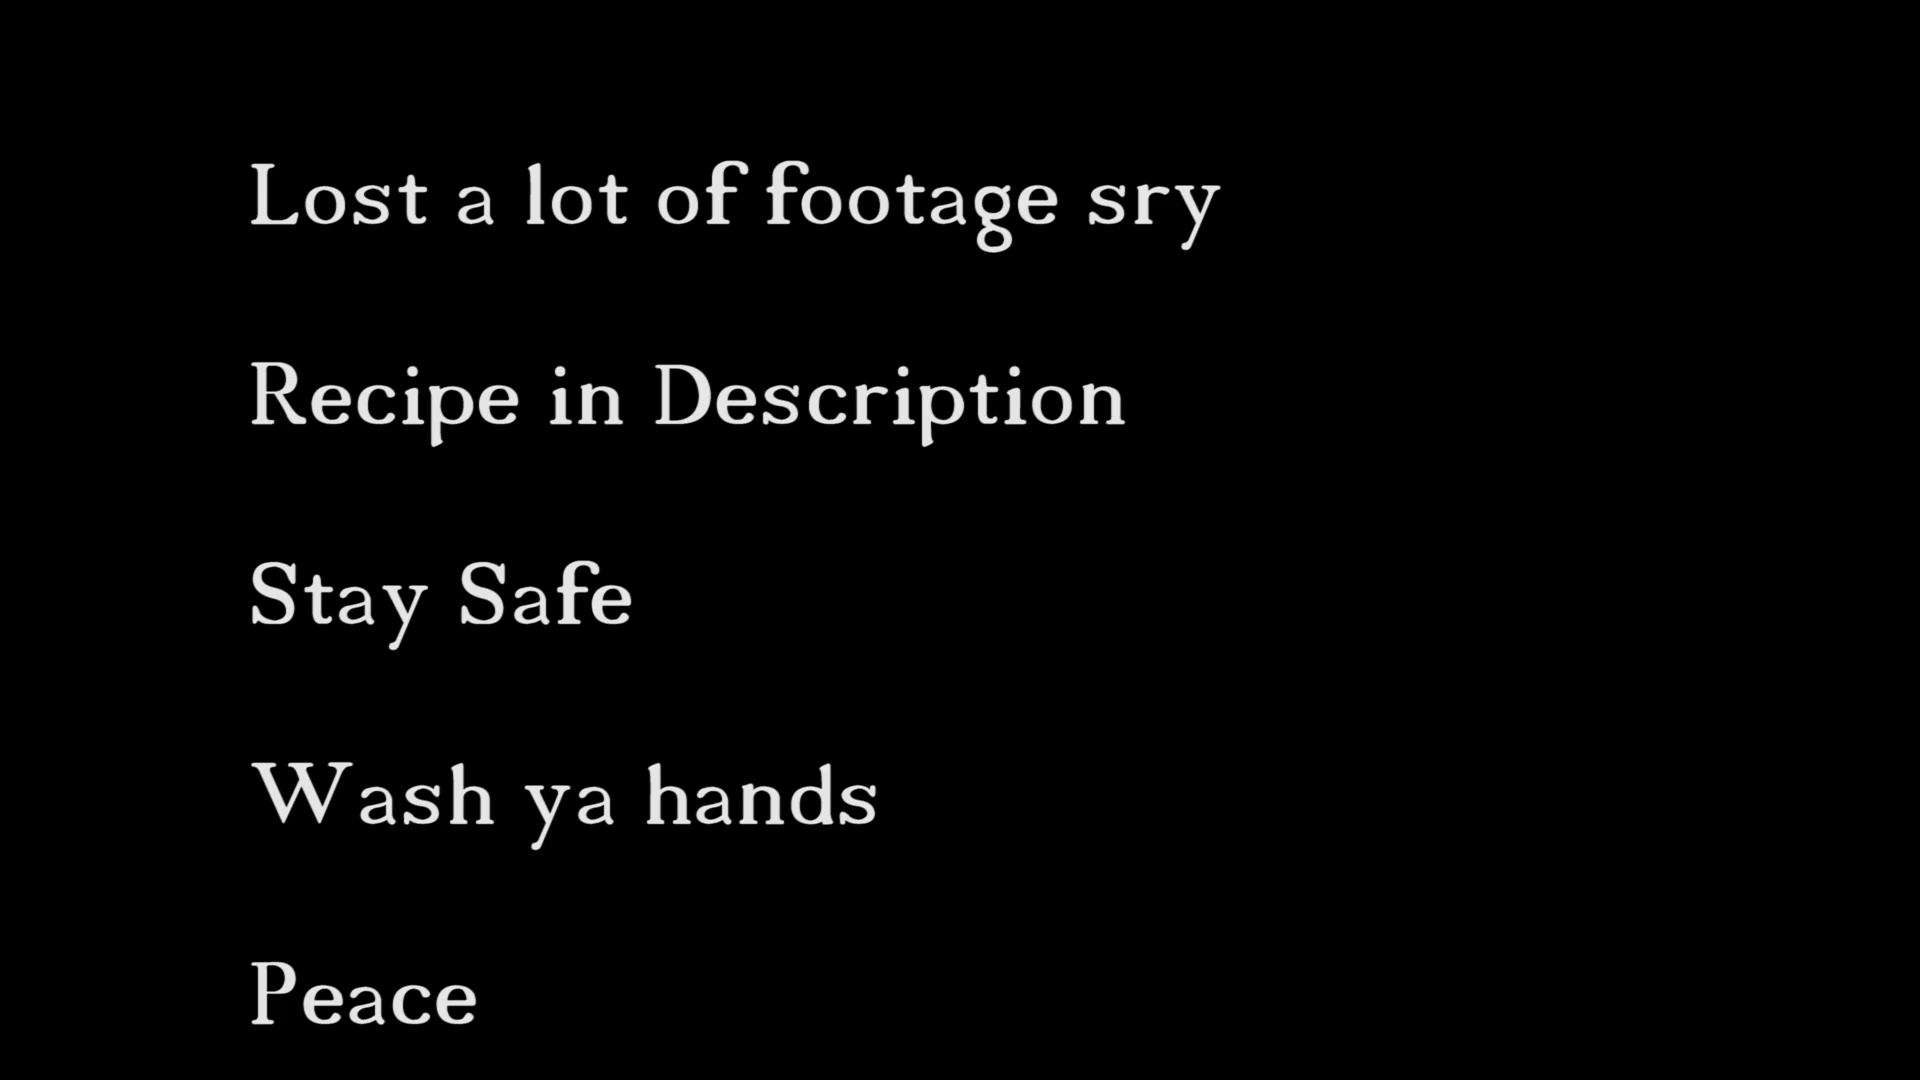 Lost a lot of footage sry
Recipe in Description
Stay Safe
Wash ya hands
Peace